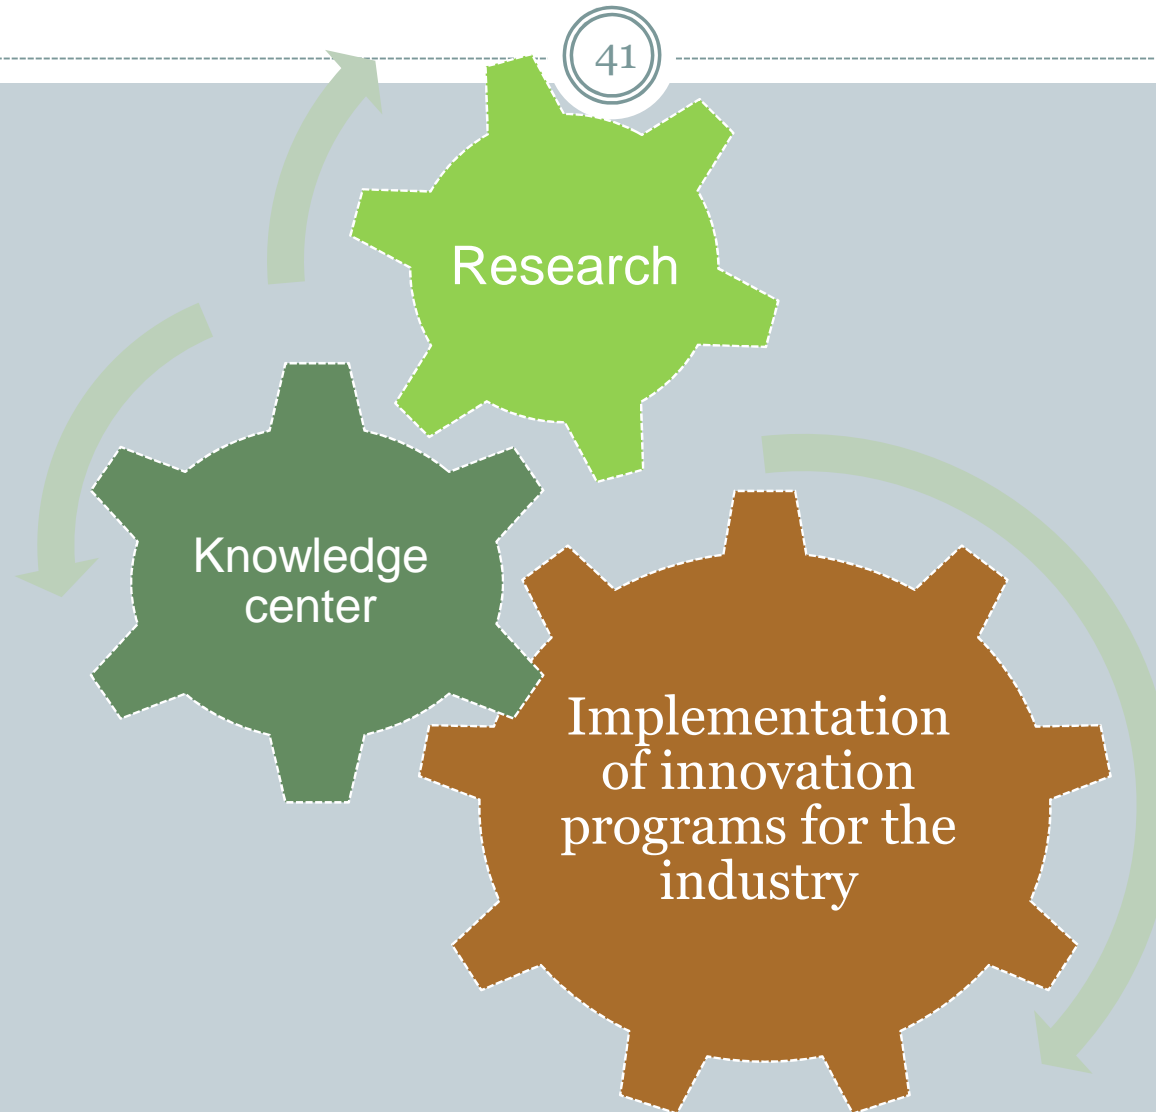 41
Research
Knowledge
center
Implementation
of innovation
programs for the
industry